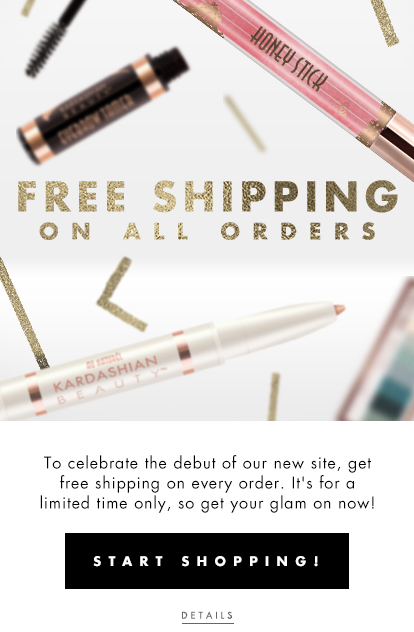 HONEY STICK
FREE SHIPPING
ON ALL ORDERS
KARDASHIAN
BEAUTY™
To celebrate the debut of our new site, get
free shipping on every order. It's for a
limited time only, so get your glam on now!
START SHOPPING!
DETAILS